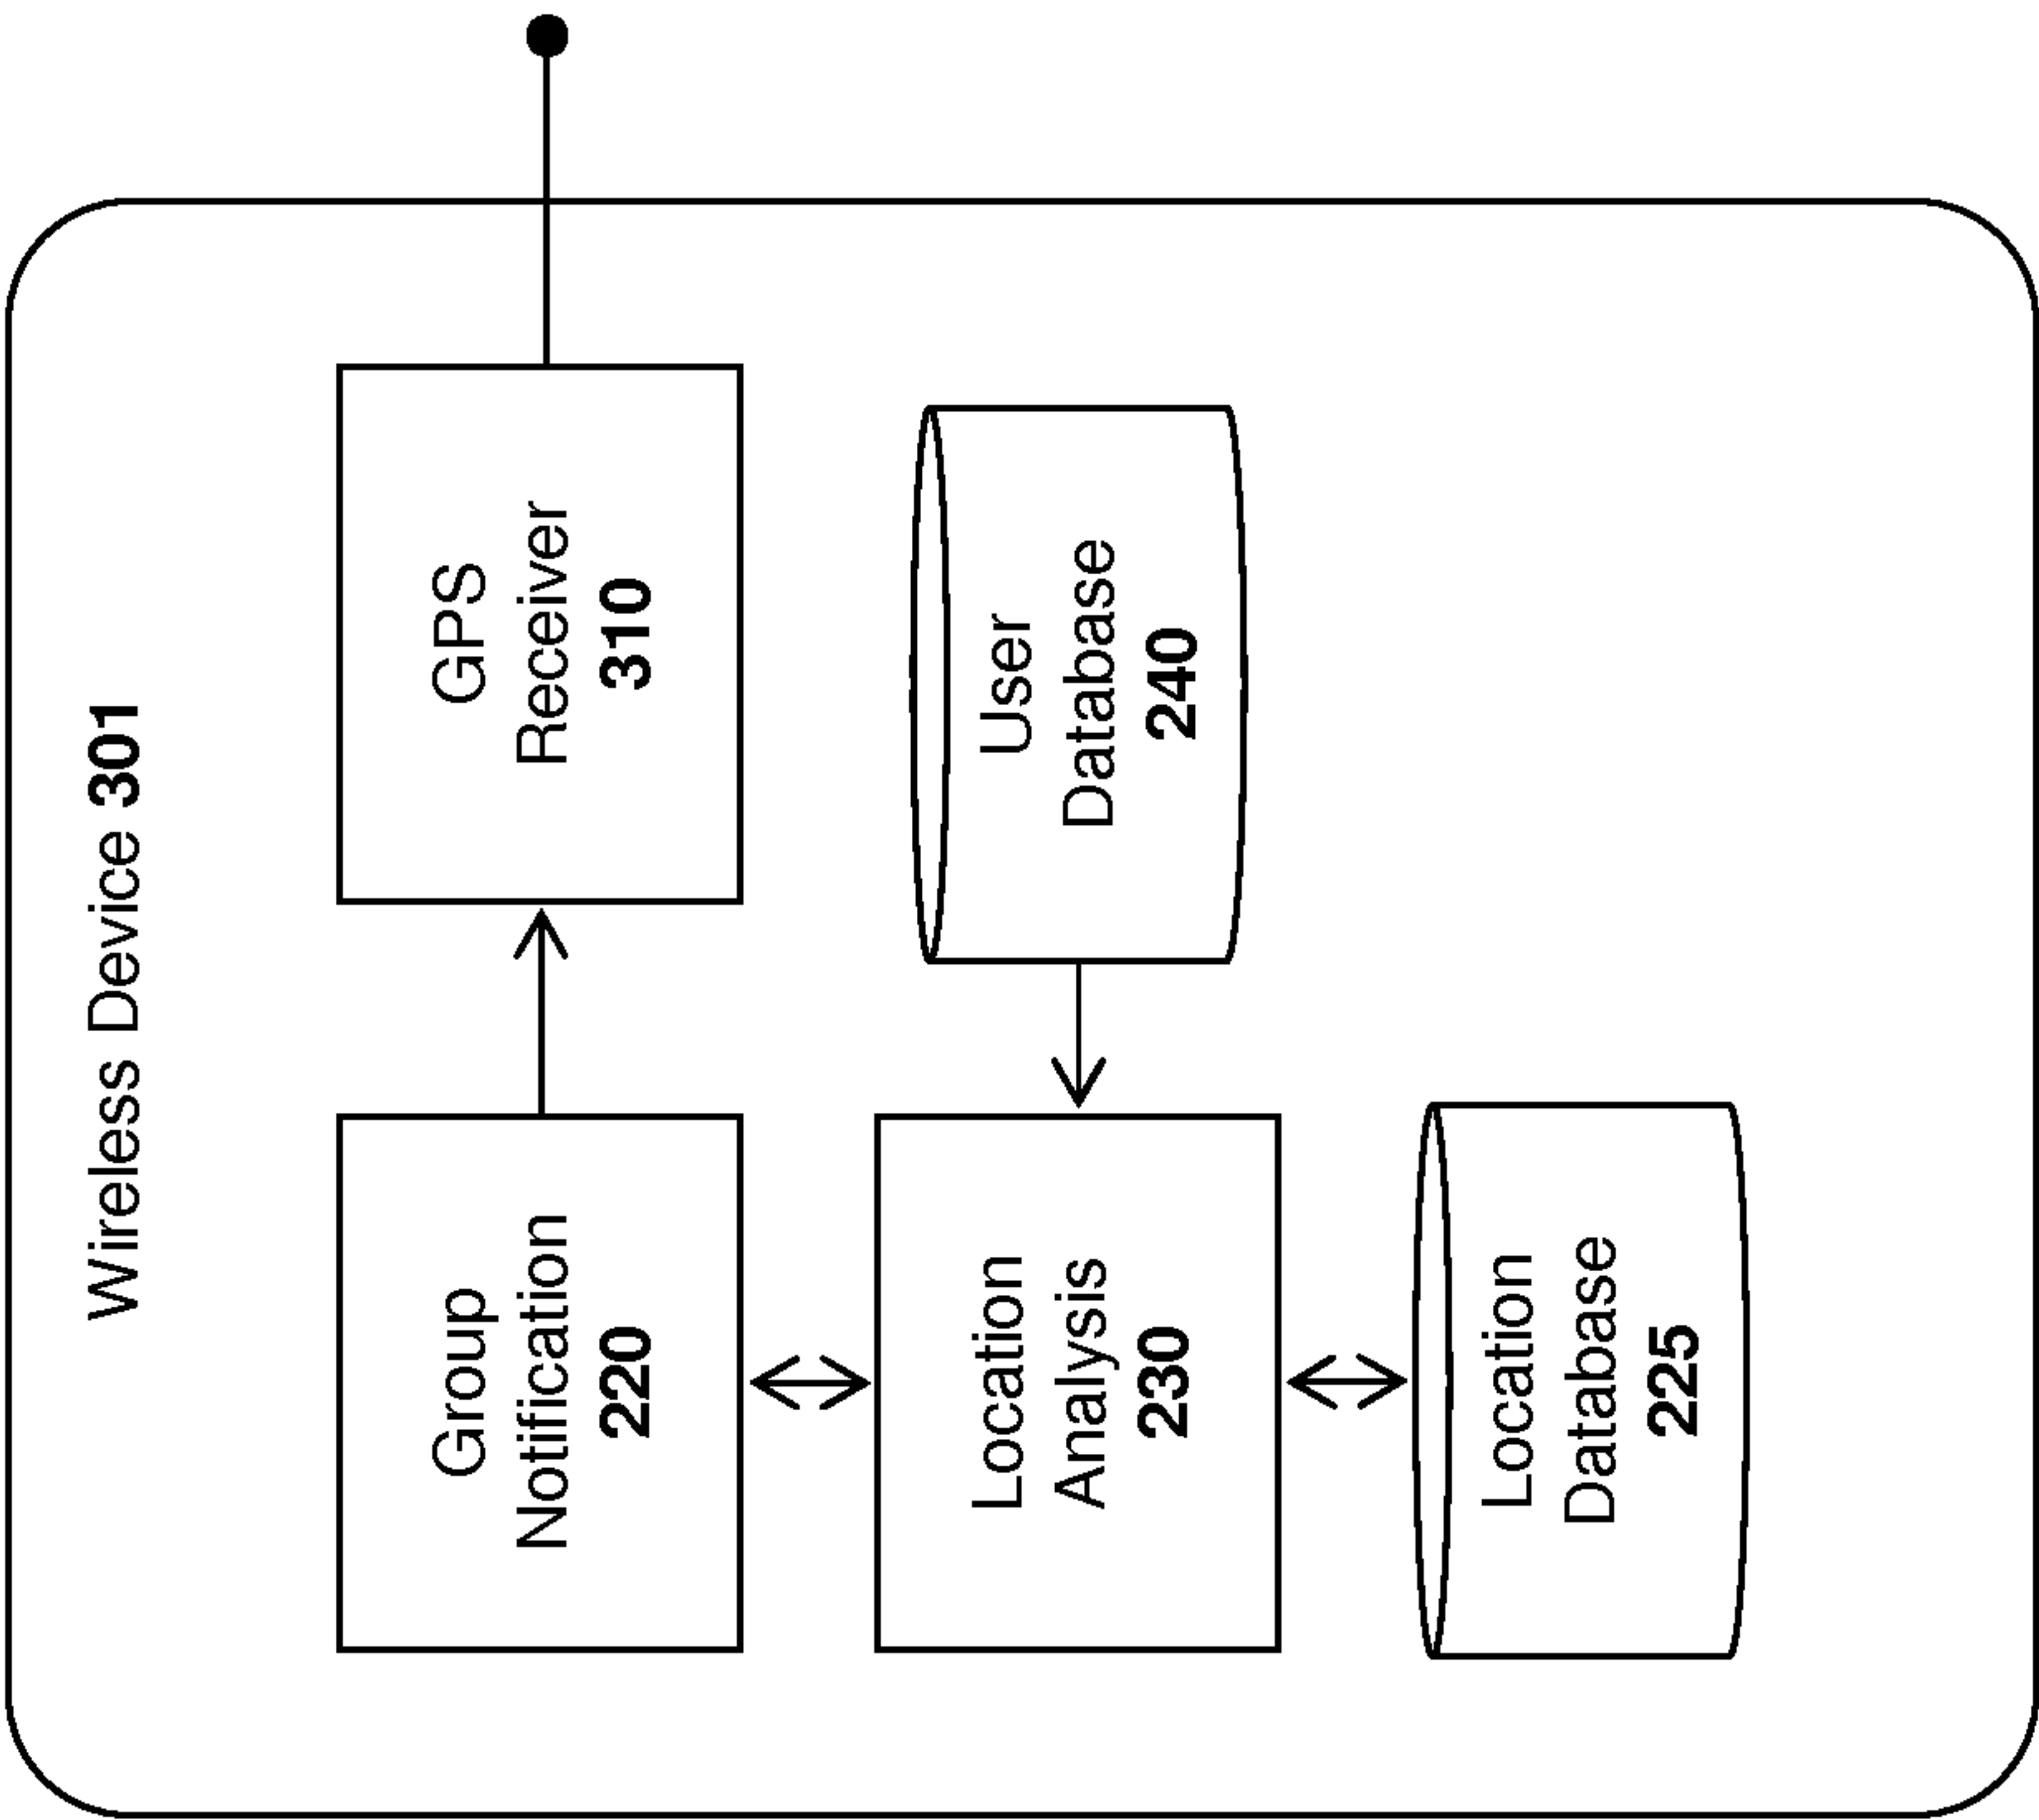 Wireless Device 301
Group
Notification
220
GPS
Receiver
310
Location
Analysis
230
User
Database
240
Location
Database
225